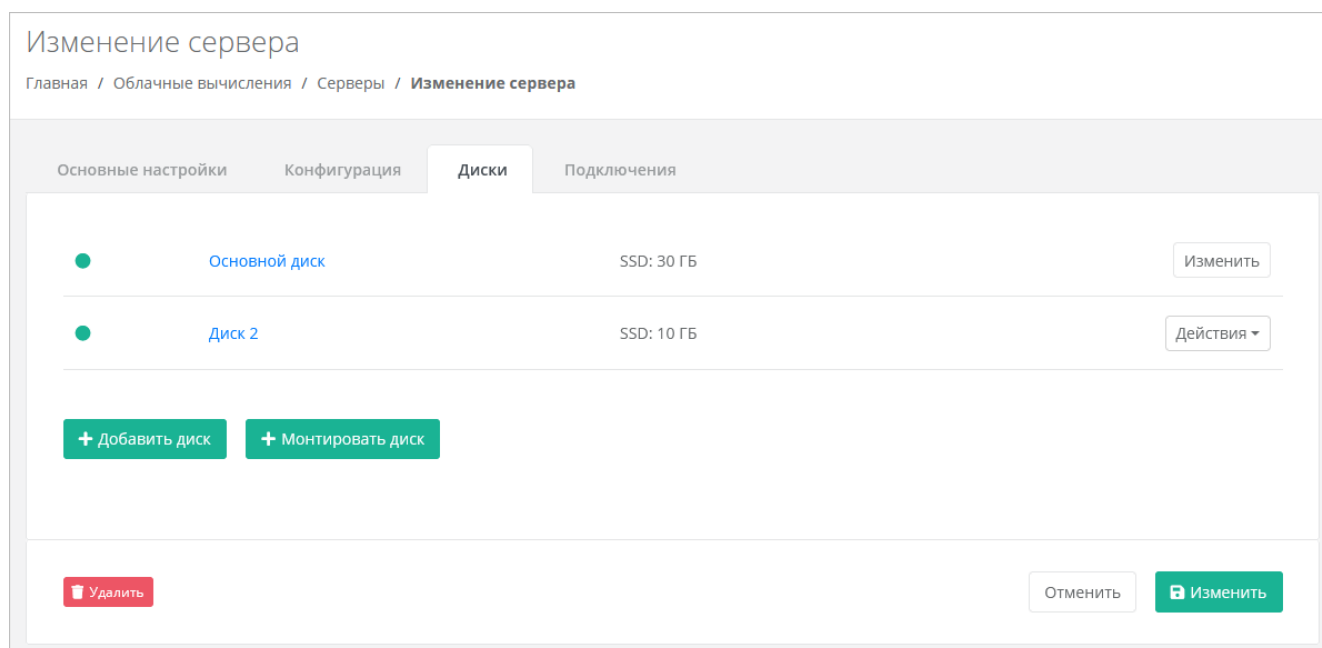 Изменение сервера
Главная / Облачные вычисления / Серверы / Изменение сервера
Основные настройки Конфигурация Диски Подключения
Основной диск SSD: 30 ГБ Изменить
Диск 2 SSD: 10 ГБ Действия
Добавить диск Монтировать диск
Удалить Отменить Изменить